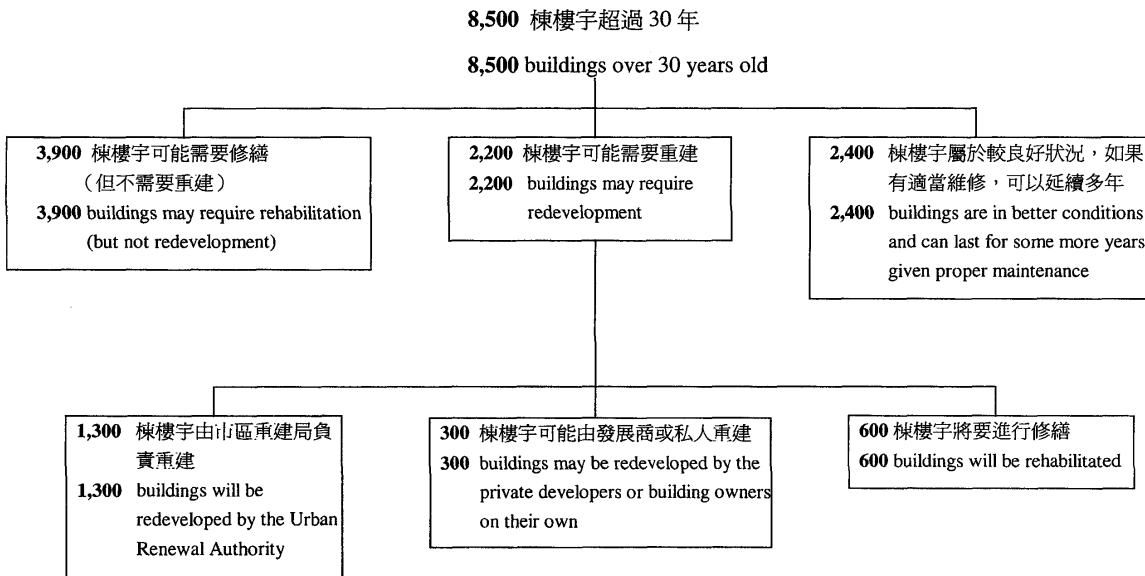 8,500 棟樓宇超過 30 年
8,500 buildings over 30 years old
3,900 棟樓宇可能需要修繕
（但不需要重建）
3,900 buildings may require rehabilitation
(but not redevelopment)
2,200 棟樓宇可能需要重建
2,200 buildings may require
redevelopment
2,400 棟樓宇屬於較良好狀況，如果
有適當維修，可以延續多年
2,400 buildings are in better conditions
and can last for some more years
given proper maintenance
1,300 棟樓宇由市區重建局負
責重建
1,300 buildings will be
redeveloped by the Urban
Renewal Authority
300 棟樓宇可能由發展商或私人重建
300 buildings may be redeveloped by the
private developers or building owners
on their own
600 棟樓宇將要進行修繕
600 buildings will be rehabilitated